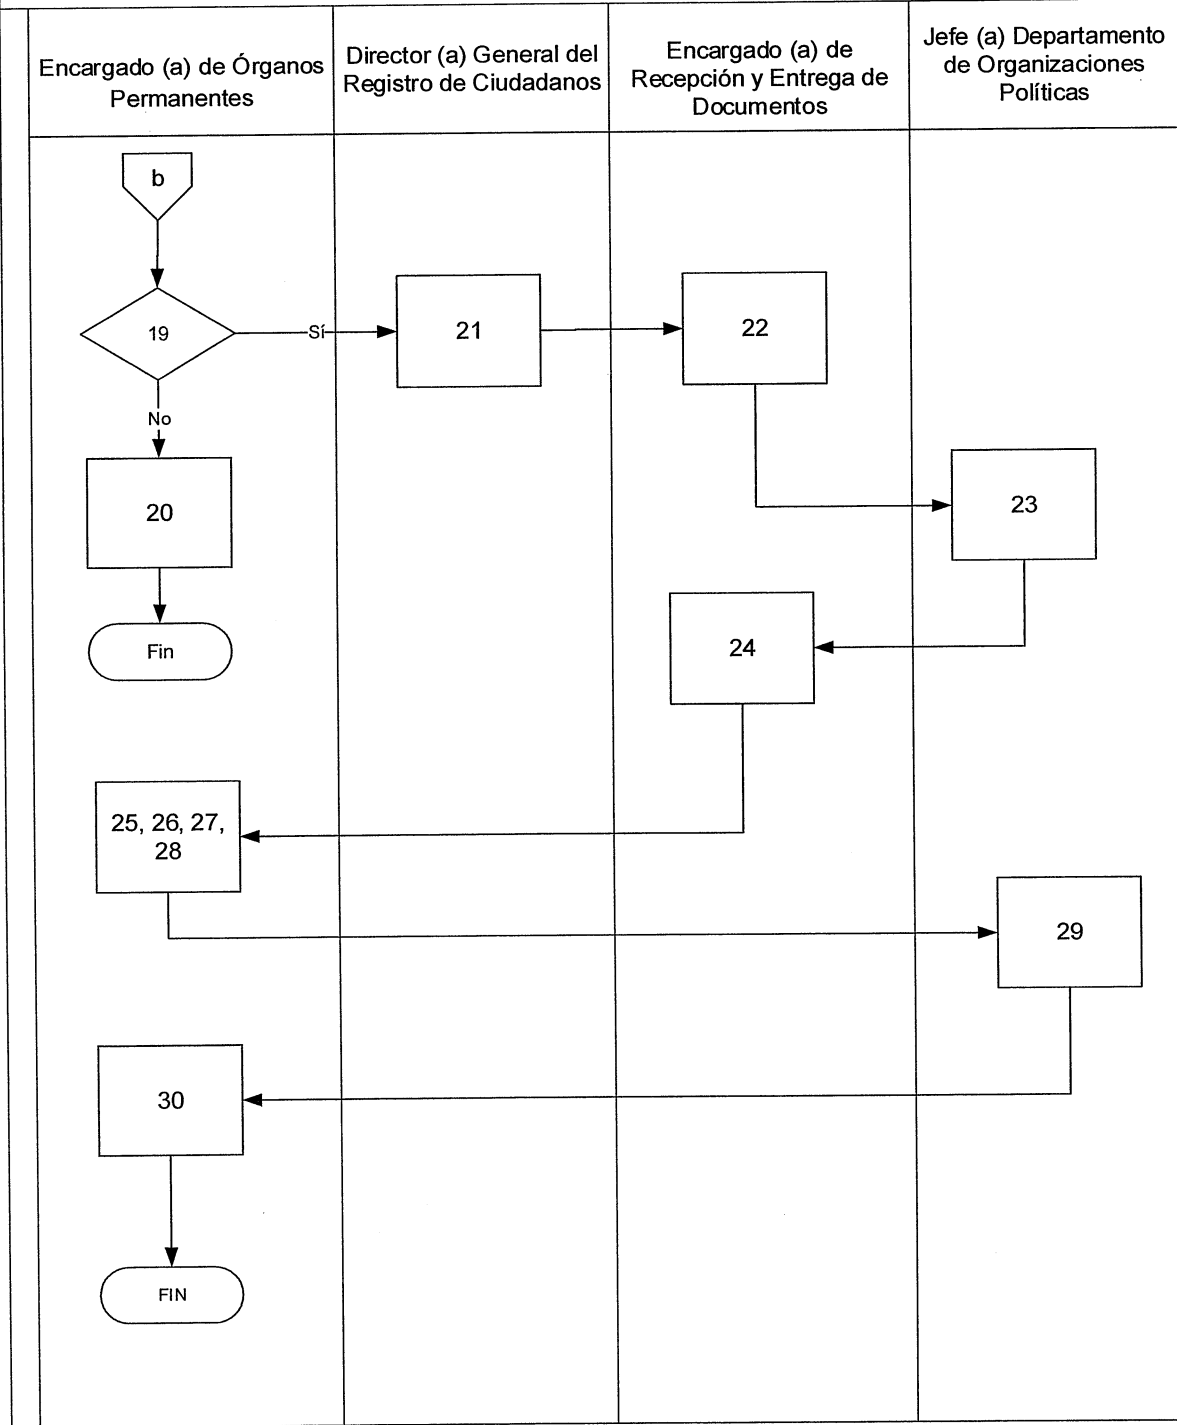 Encargado (a) de Órganos
Permanentes
Director (a) General del
Registro de Ciudadanos
Encargado (a) de
Recepción y Entrega de
Documentos
Jefe (a) Departamento
de Organizaciones
Políticas
b
19
Sí
21
22
No
20
23
Fin
24
25, 26, 27,
28
29
30
FIN